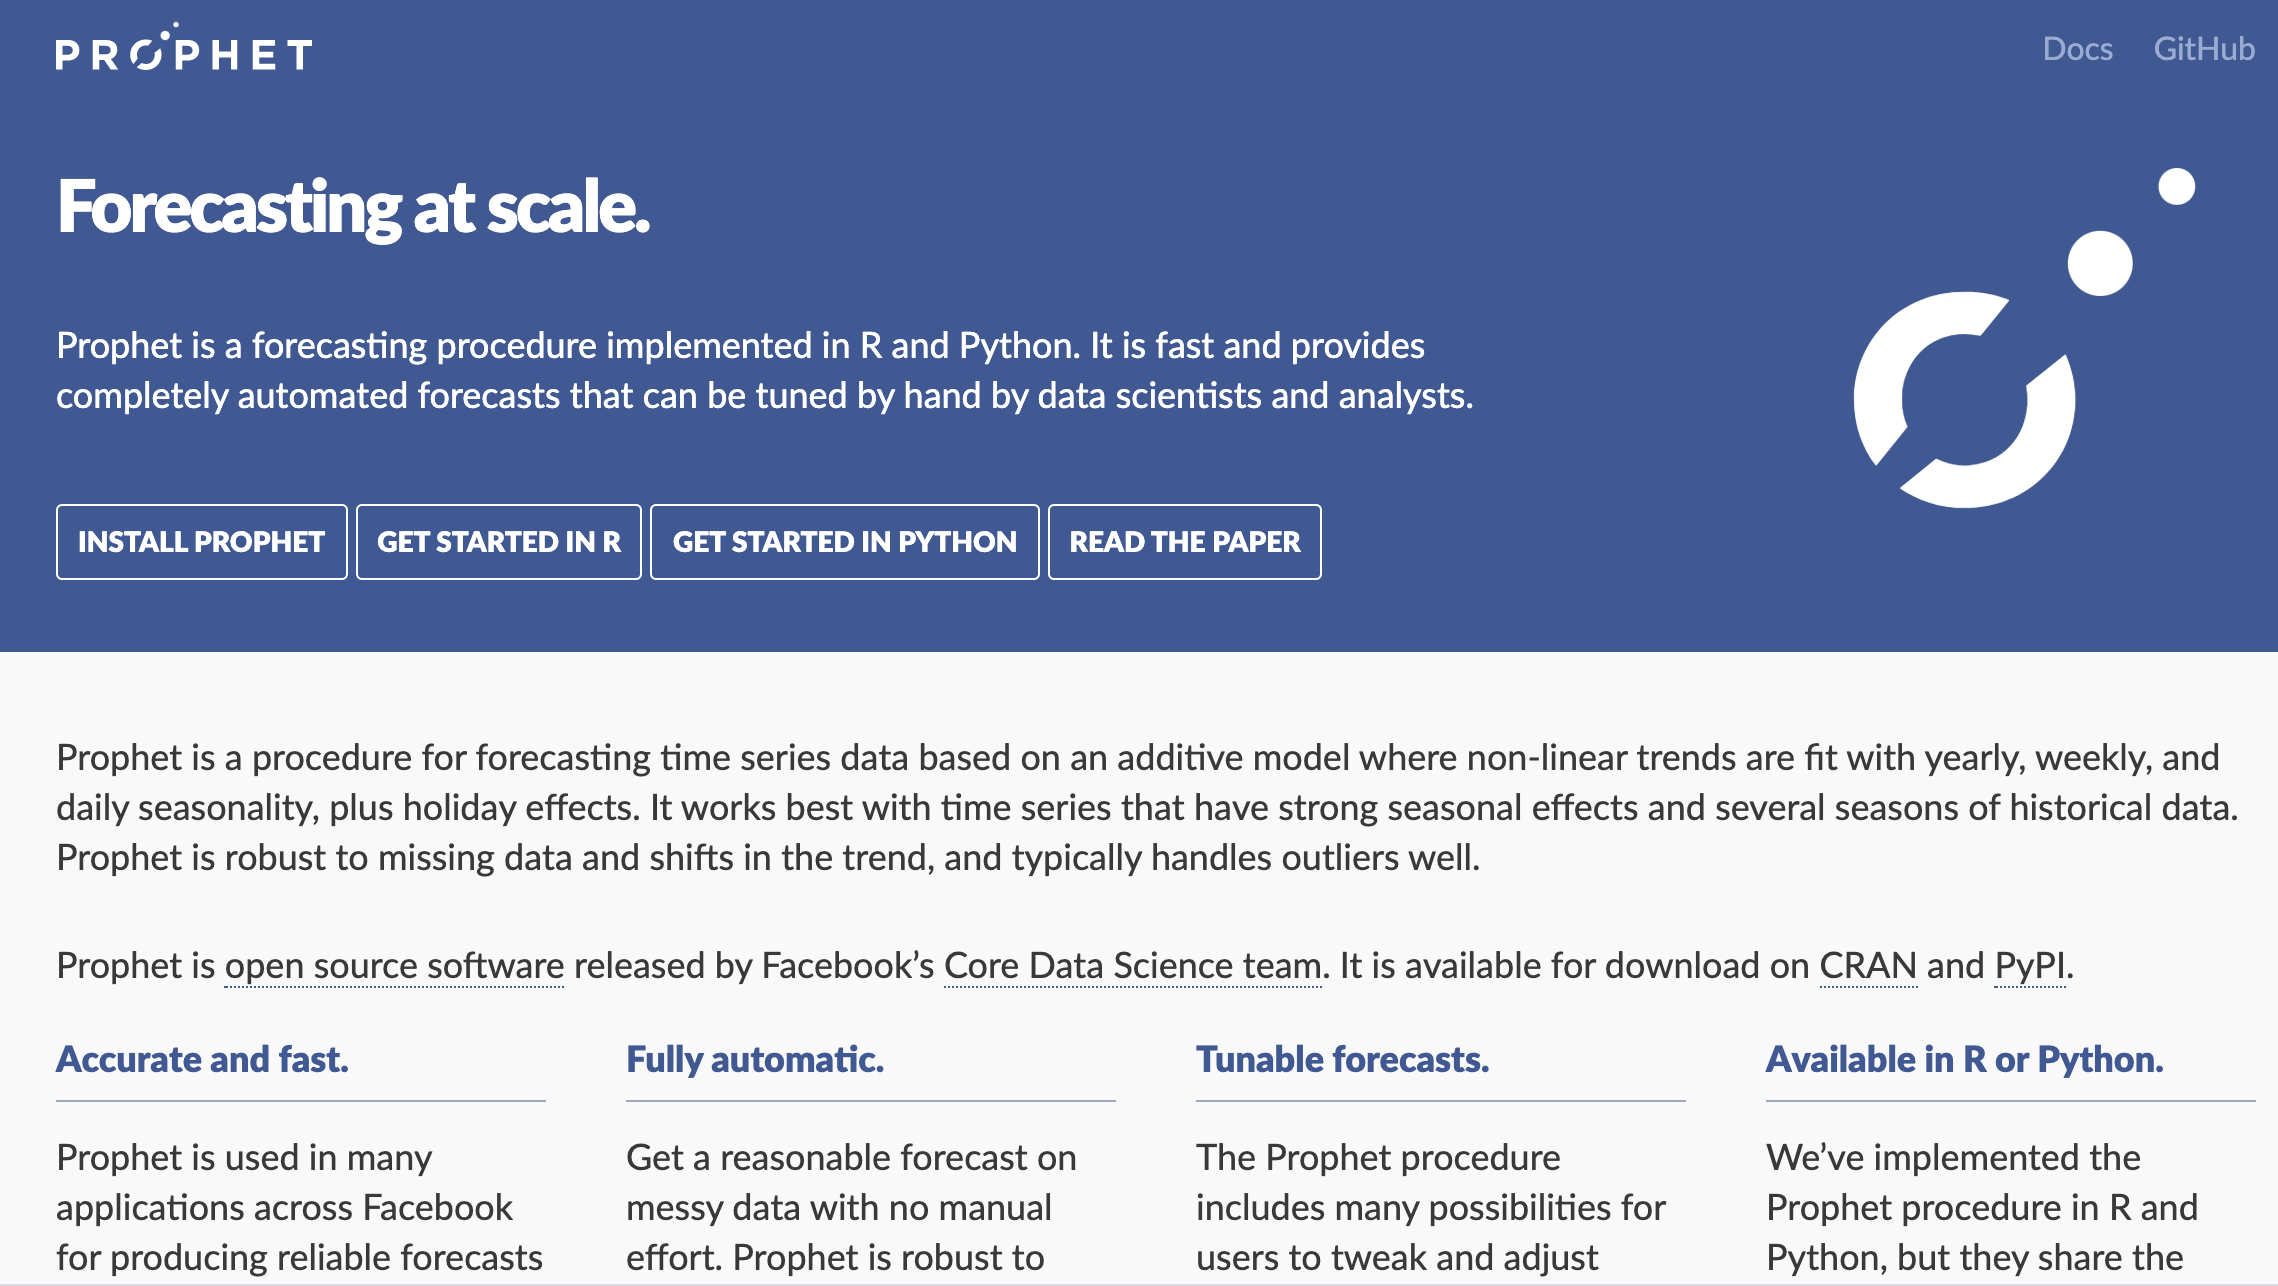 PROPHET
Docs
GitHub
Forecasting at scale.
Prophet is a forecasting procedure implemented in R and Python. It is fast and provides
completely automated forecasts that can be tuned by hand by data scientists and analysts.
INSTALL PROPHET
GET STARTED IN R
GET STARTED IN PYTHON
READ THE PAPER
Prophet is a procedure for forecasting time series data based on an additive model where non-linear trends are fit with yearly, weekly, and
daily seasonality, plus holiday effects. It works best with time series that have strong seasonal effects and several seasons of historical data.
Prophet is robust to missing data and shifts in the trend, and typically handles outliers well.
Prophet is open source software released by Facebook’s Core Data Science team. It is available for download on CRAN and PyPI.
Accurate and fast.
Prophet is used in many
applications across Facebook
for producing reliable forecasts
Fully automatic.
Get a reasonable forecast on
messy data with no manual
effort. Prophet is robust to
Tunable forecasts.
The Prophet procedure
includes many possibilities for
users to tweak and adjust
Available in R or Python.
We’ve implemented the
Prophet procedure in R and
Python, but they share the